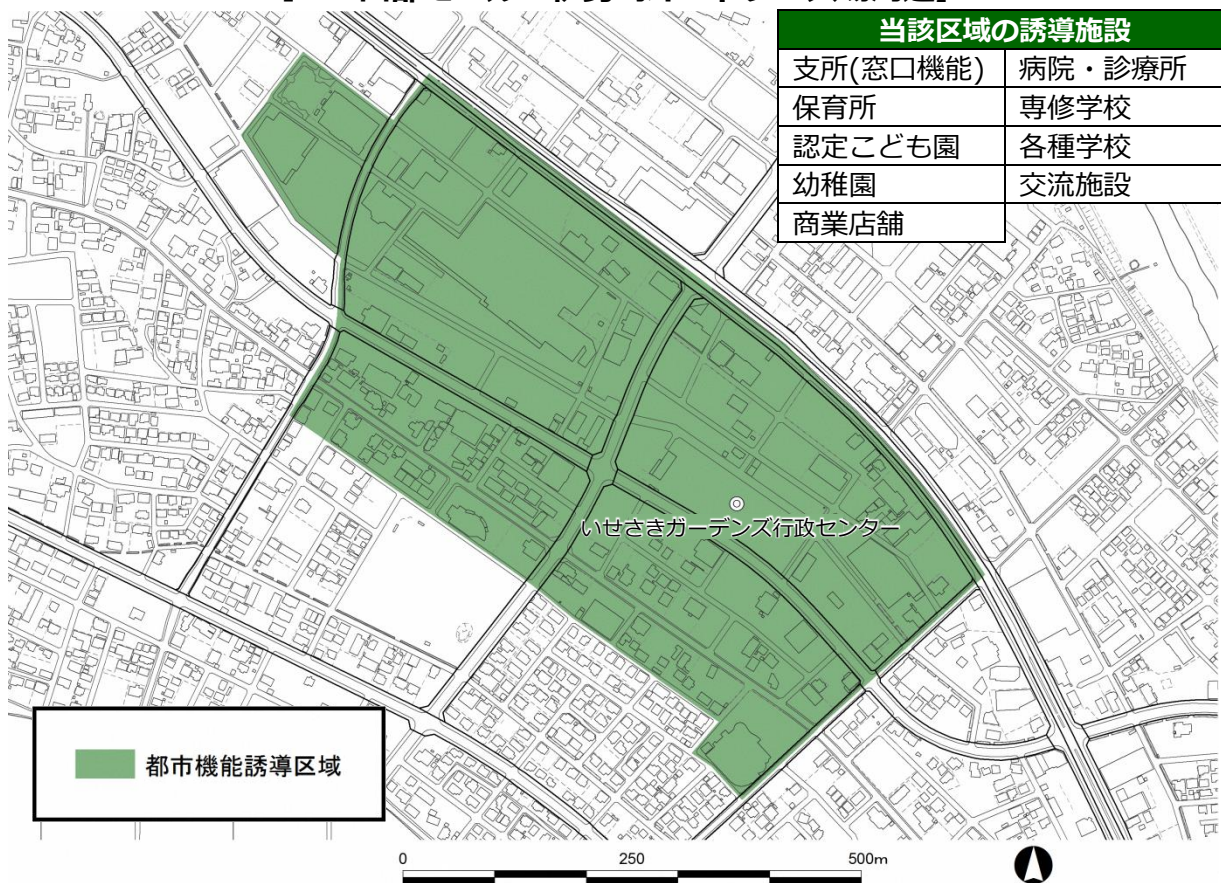 当該区域の誘導施設
支所(窓口機能) 病院・診療所
保育所 専修学校
認定こども園 各種学校
幼稚園 交流施設
商業店舗
いせさきガーデンズ行政センター
都市機能誘導区域
0 250 500m